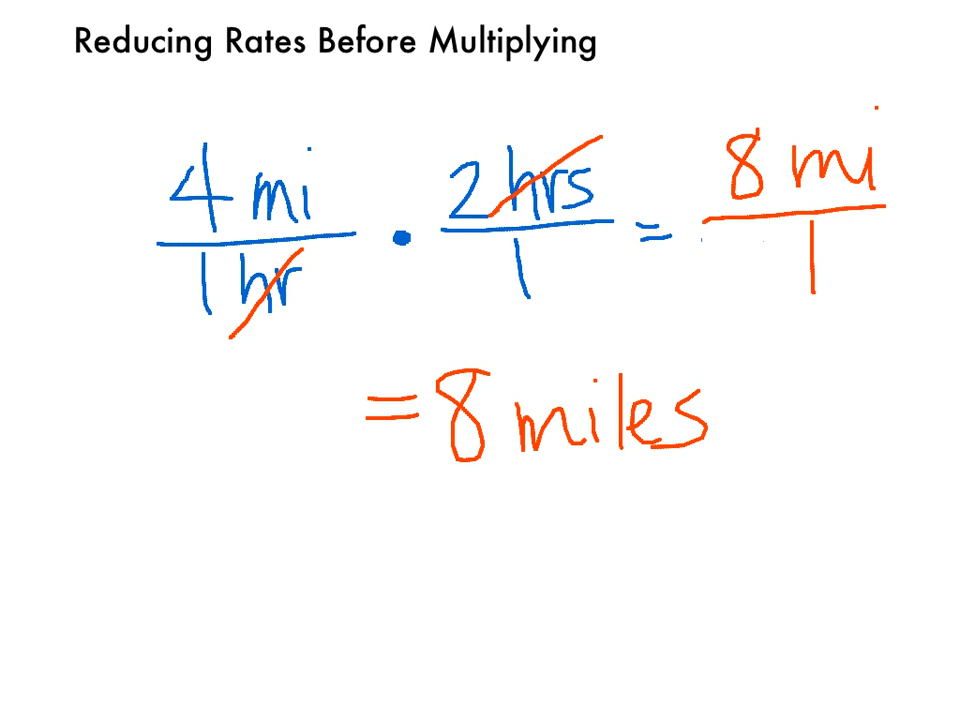 Reducing Rates Before Multiplying
4 mi / 1 hr • 2 hrs / 1 = 8 mi / 1
= 8 miles